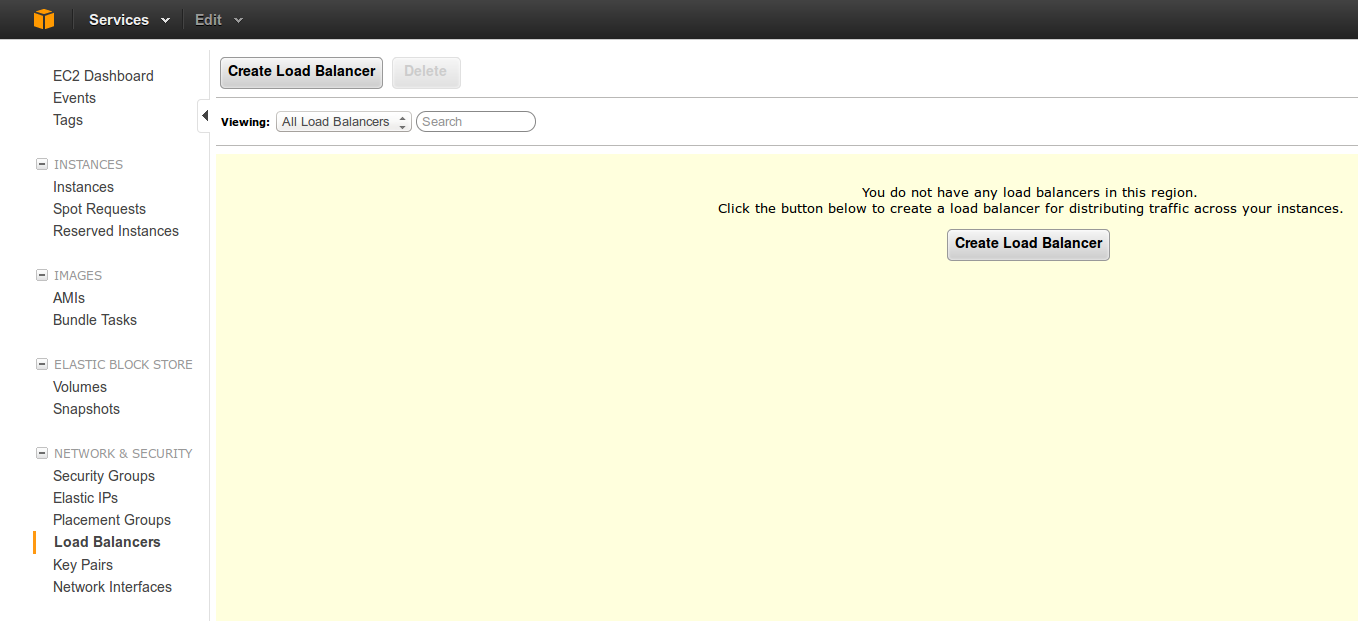 Services Edit
EC2 Dashboard
Events
Tags
INSTANCES
Instances
Spot Requests
Reserved Instances
IMAGES
AMIs
Bundle Tasks
ELASTIC BLOCK STORE
Volumes
Snapshots
NETWORK & SECURITY
Security Groups
Elastic IPs
Placement Groups
Load Balancers
Key Pairs
Network Interfaces
Create Load Balancer Delete
Viewing: All Load Balancers Search
You do not have any load balancers in this region.
Click the button below to create a load balancer for distributing traffic across your instances.
Create Load Balancer